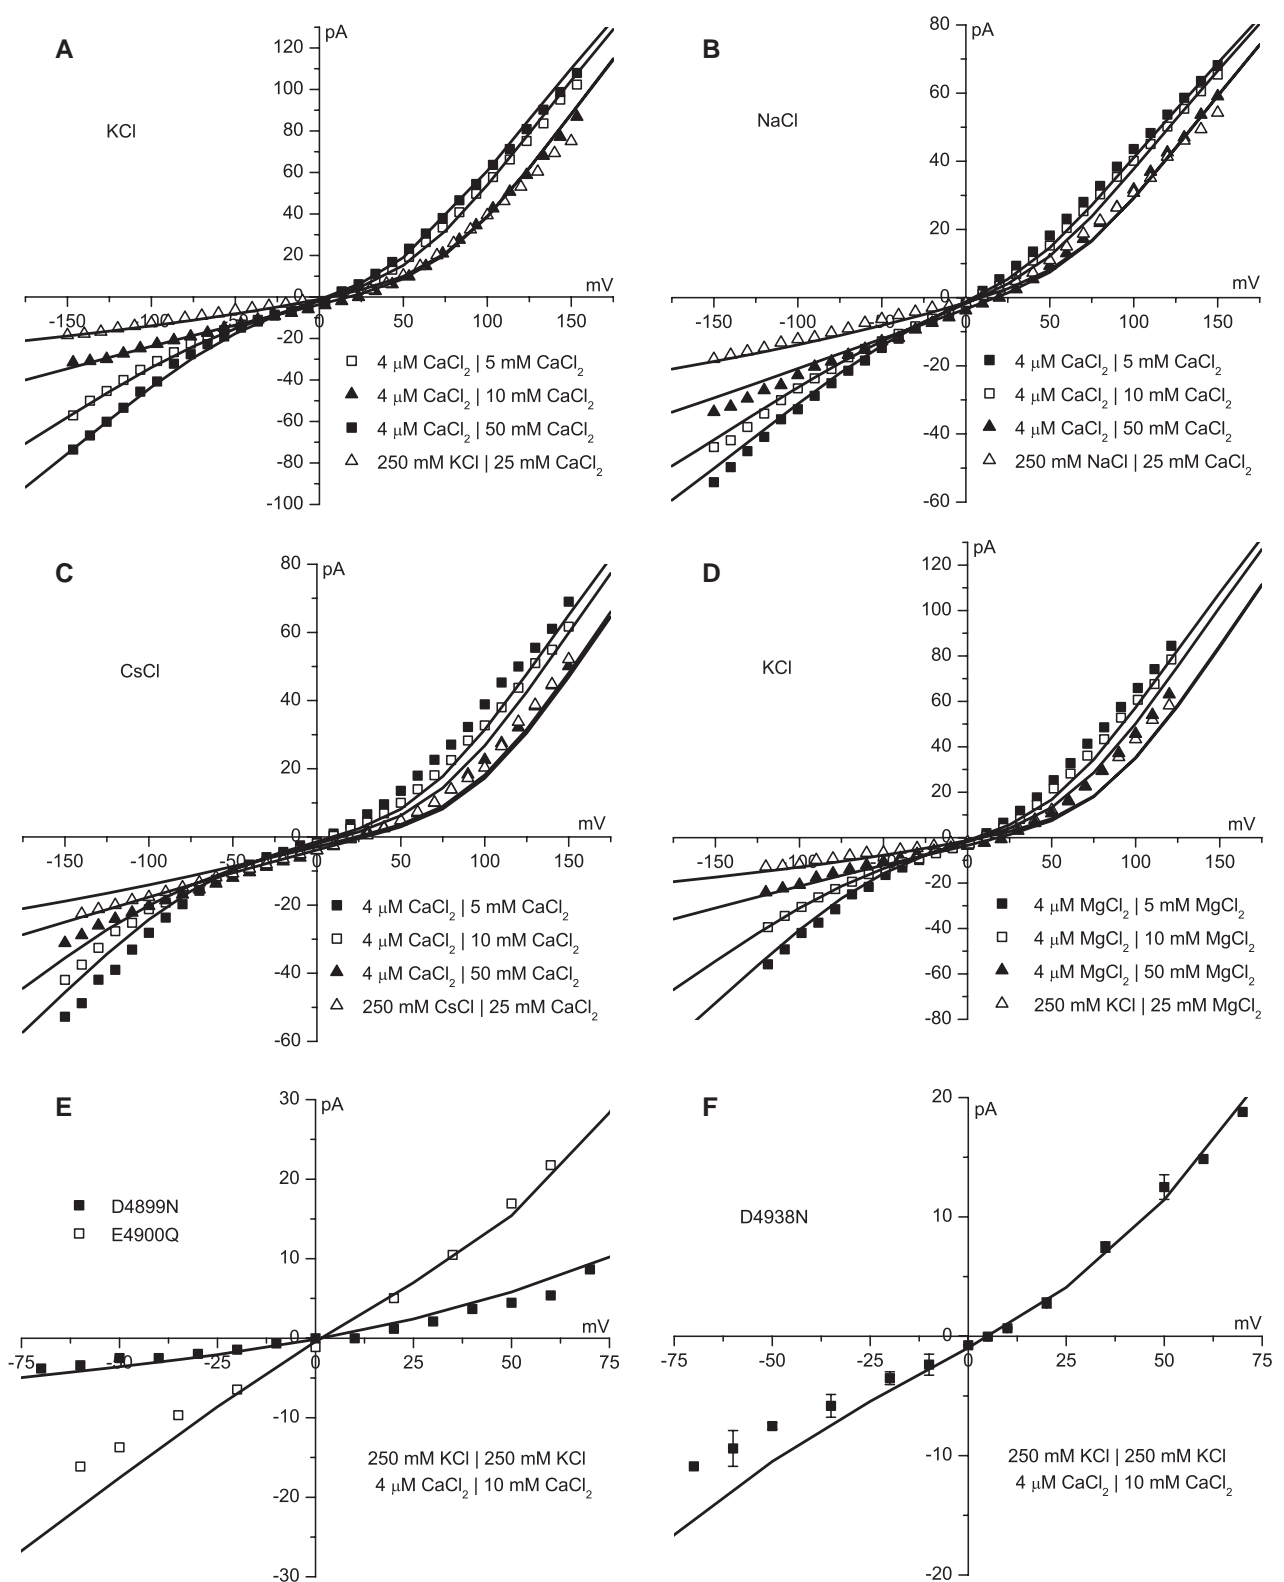 A
pA
KCl
120
100
80
60
40
20
0
mV
-150 -100 -50 0 50 100 150
-20
-40
-60
-80
-100
4 μM CaCl2 | 5 mM CaCl2
4 μM CaCl2 | 10 mM CaCl2
4 μM CaCl2 | 50 mM CaCl2
250 mM KCl | 25 mM CaCl2
B
pA
NaCl
80
60
40
20
0
mV
-150 -100 -50 0 50 100 150
-20
-40
-60
4 μM CaCl2 | 5 mM CaCl2
4 μM CaCl2 | 10 mM CaCl2
4 μM CaCl2 | 50 mM CaCl2
250 mM NaCl | 25 mM CaCl2
C
pA
CsCl
80
60
40
20
0
mV
-150 -100 -50 0 50 100 150
-20
-40
-60
4 μM CaCl2 | 5 mM CaCl2
4 μM CaCl2 | 10 mM CaCl2
4 μM CaCl2 | 50 mM CaCl2
250 mM CsCl | 25 mM CaCl2
D
pA
KCl
120
100
80
60
40
20
0
mV
-150 -100 -50 0 50 100 150
-20
-40
-60
-80
4 μM MgCl2 | 5 mM MgCl2
4 μM MgCl2 | 10 mM MgCl2
4 μM MgCl2 | 50 mM MgCl2
250 mM KCl | 25 mM MgCl2
E
pA
30
20
10
0
D4899N
E4900Q
mV
-75 -50 -25 0 25 50 75
-10
-20
-30
250 mM KCl | 250 mM KCl
4 μM CaCl2 | 10 mM CaCl2
F
pA
20
10
0
D4938N
mV
-75 -50 -25 0 25 50 75
-10
-20
250 mM KCl | 250 mM KCl
4 μM CaCl2 | 10 mM CaCl2